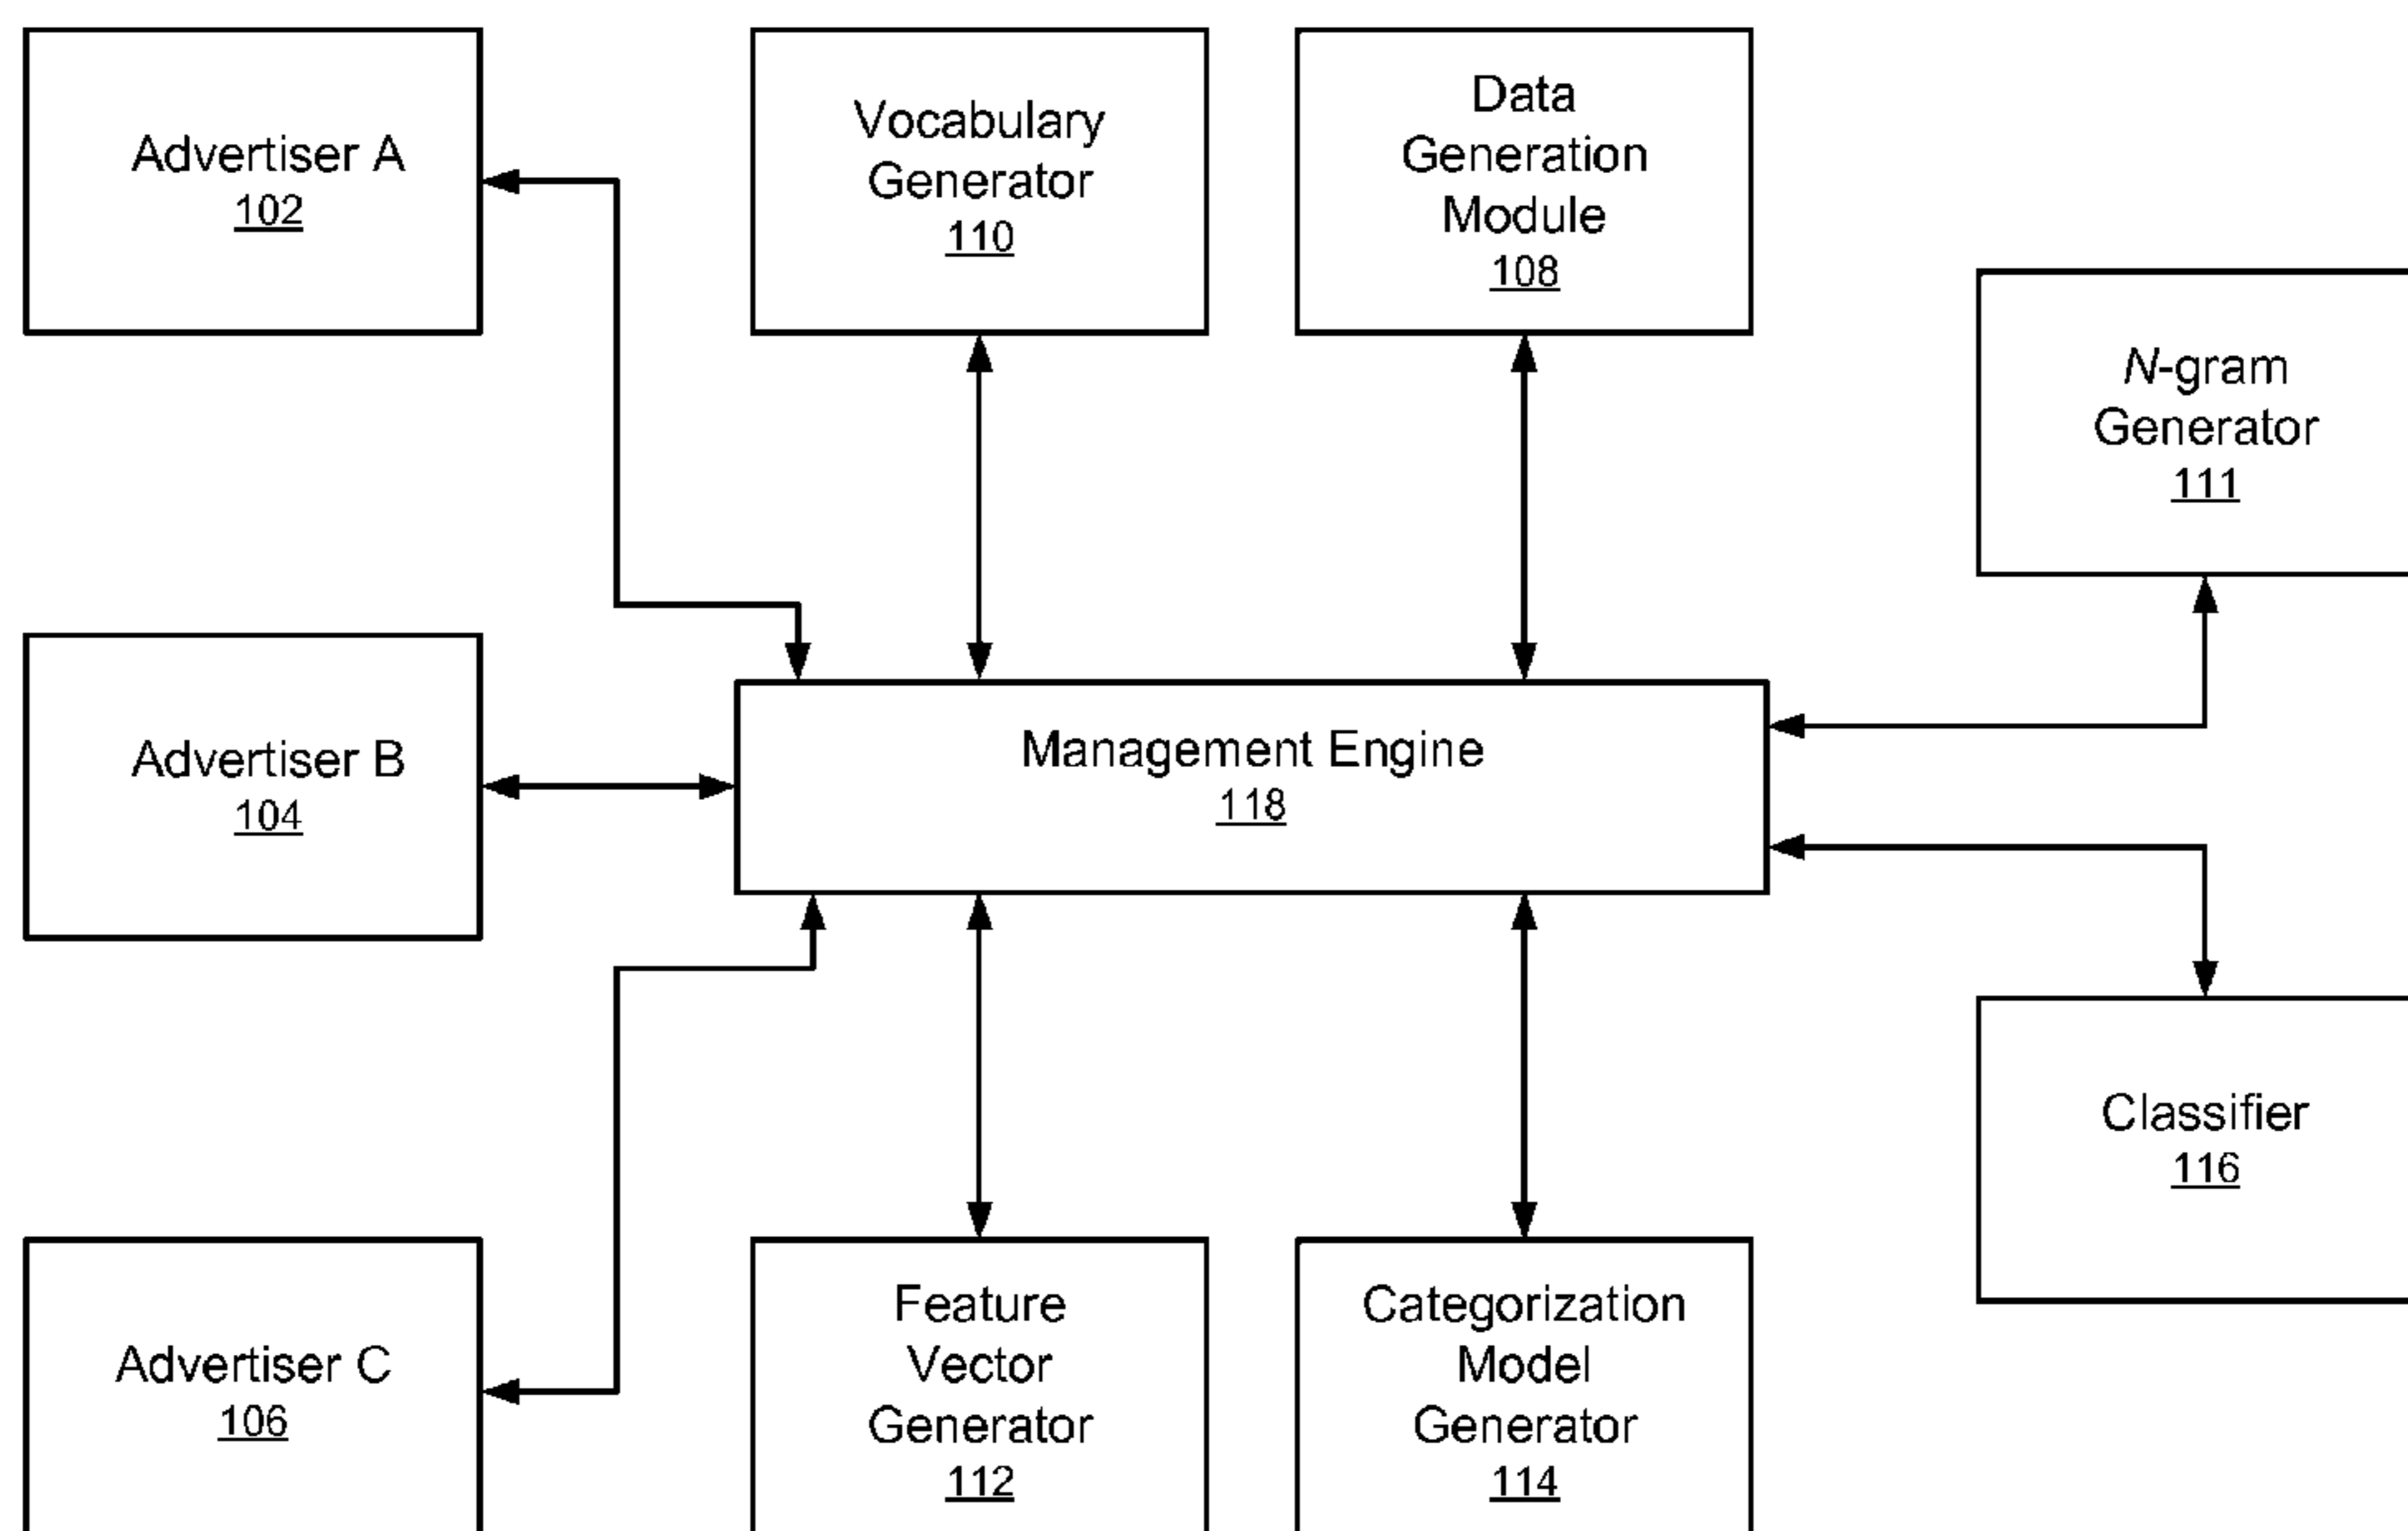 Advertiser A
102
Vocabulary
Generator
110
Data
Generation
Module
108
N-gram
Generator
111
Advertiser B
104
Management Engine
118
Classifier
116
Advertiser C
106
Feature
Vector
Generator
112
Categorization
Model
Generator
114